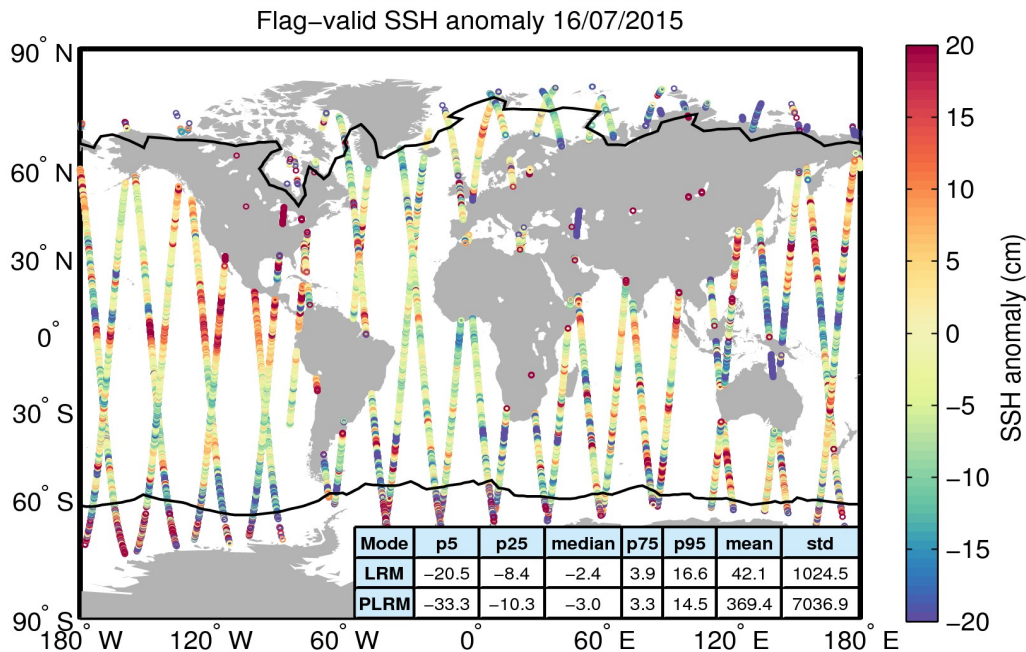 Flag−valid SSH anomaly 16/07/2015
90° N
60° N
30° N
0°
30° S
60° S
90° S
180° W
120° W
60° W
0°
60° E
120° E
180° E
Mode p5 p25 median p75 p95 mean std
LRM −20.5 −8.4 −2.4 3.9 16.6 42.1 1024.5
PLRM −33.3 −10.3 −3.0 3.3 14.5 369.4 7036.9
20
15
10
5
0
−5
−10
−15
−20
SSH anomaly (cm)